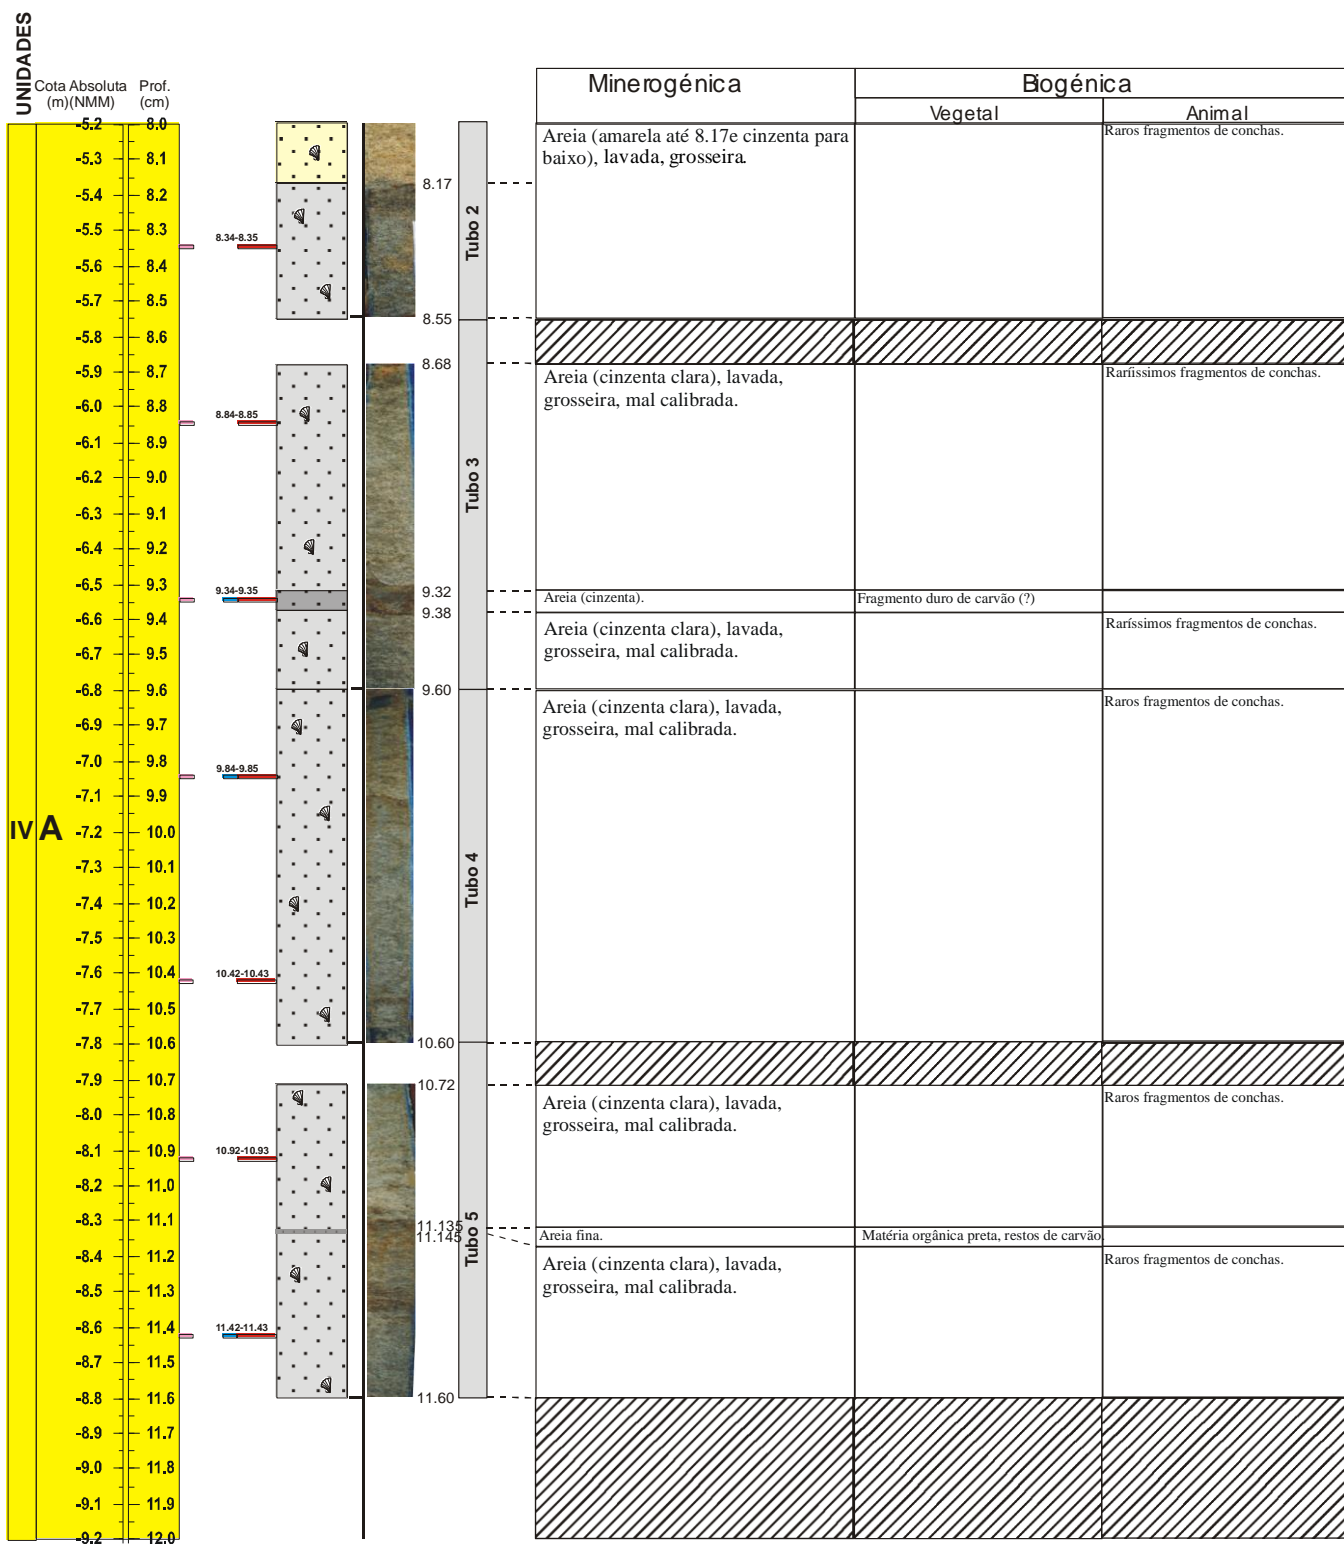 UNIDADES
Cota Absoluta
(m)(NMM)
Prof.
(cm)
Minerogénica
Biogénica
Vegetal
Animal
-5.2 8.0
-5.3 8.1
-5.4 8.2
-5.5 8.3
-5.6 8.4
-5.7 8.5
-5.8 8.6
-5.9 8.7
-6.0 8.8
-6.1 8.9
-6.2 9.0
-6.3 9.1
-6.4 9.2
-6.5 9.3
-6.6 9.4
-6.7 9.5
-6.8 9.6
-6.9 9.7
-7.0 9.8
-7.1 9.9
IV A
-7.2 10.0
-7.3 10.1
-7.4 10.2
-7.5 10.3
-7.6 10.4
-7.7 10.5
-7.8 10.6
-7.9 10.7
-8.0 10.8
-8.1 10.9
-8.2 11.0
-8.3 11.1
-8.4 11.2
-8.5 11.3
-8.6 11.4
-8.7 11.5
-8.8 11.6
-8.9 11.7
-9.0 11.8
-9.1 11.9
-9.2 12.0
8.34-8.35
8.84-8.85
9.34-9.35
9.84-9.85
10.42-10.43
10.92-10.93
11.42-11.43
8.17
8.55
8.68
9.32
9.38
9.60
10.60
10.72
11.135
11.145
11.60
Tubo 2
Tubo 3
Tubo 4
Tubo 5
Areia (amarela até 8.17e cinzenta para
baixo), lavada, grosseira.
Raros fragmentos de conchas.
Areia (cinzenta clara), lavada,
grosseira, mal calibrada.
Raríissimos fragmentos de conchas.
Areia (cinzenta).
Fragmento duro de carvão (?)
Areia (cinzenta clara), lavada,
grosseira, mal calibrada.
Raríssimos fragmentos de conchas.
Areia (cinzenta clara), lavada,
grosseira, mal calibrada.
Raros fragmentos de conchas.
Areia (cinzenta clara), lavada,
grosseira, mal calibrada.
Raros fragmentos de conchas.
Areia fina.
Matéria orgânica preta, restos de carvão.
Areia (cinzenta clara), lavada,
grosseira, mal calibrada.
Raros fragmentos de conchas.